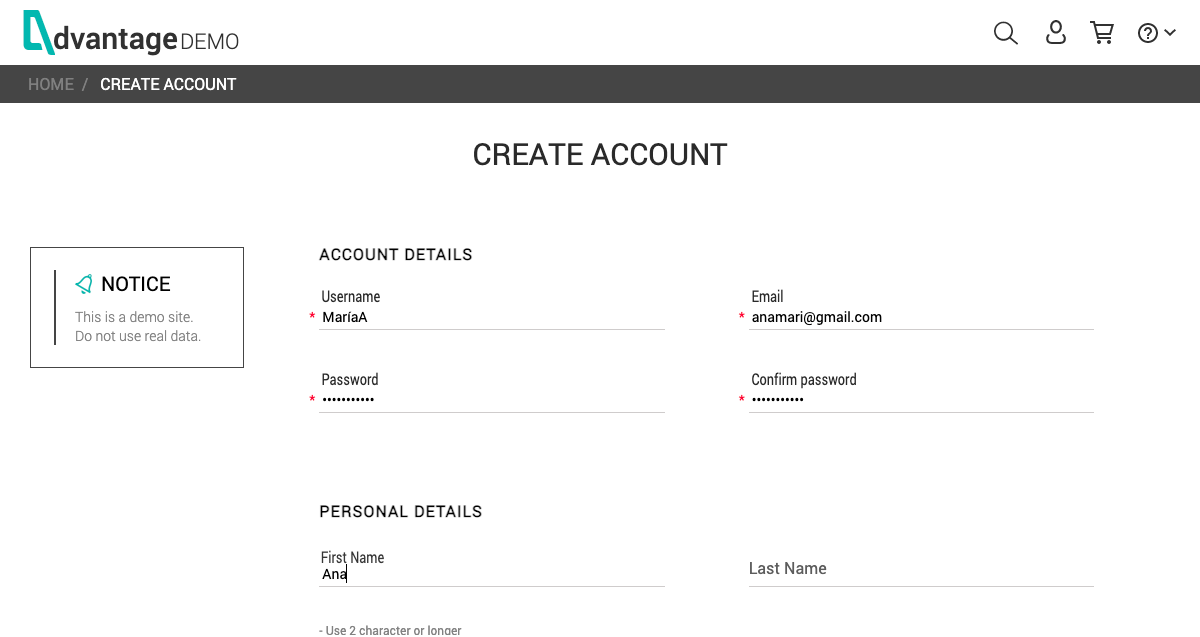 dvantage DEMO
HOME / CREATE ACCOUNT
CREATE ACCOUNT
NOTICE
This is a demo site.
Do not use real data.
ACCOUNT DETAILS
Username
* MaríaA
Email
* anamari@gmail.com
Password
* •••••••••••
Confirm password
* •••••••••••
PERSONAL DETAILS
First Name
Ana
Last Name
- Use 2 character or longer